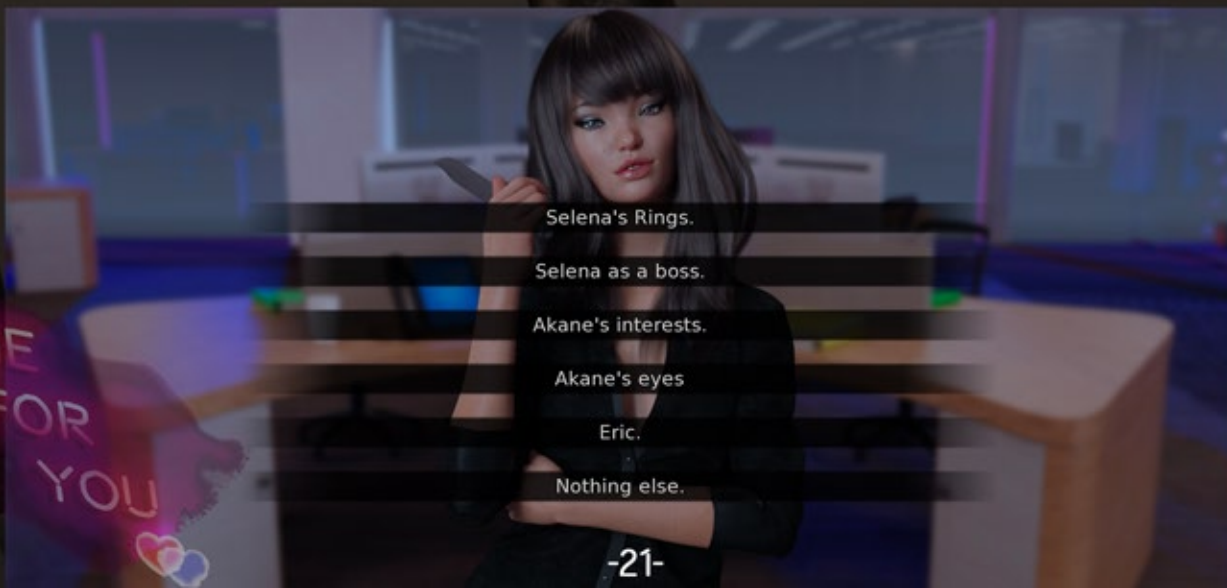 Selena's Rings.
Selena as a boss.
Akane's interests.
Akane's eyes
Eric.
Nothing else.
E
FOR
YOU
-21-